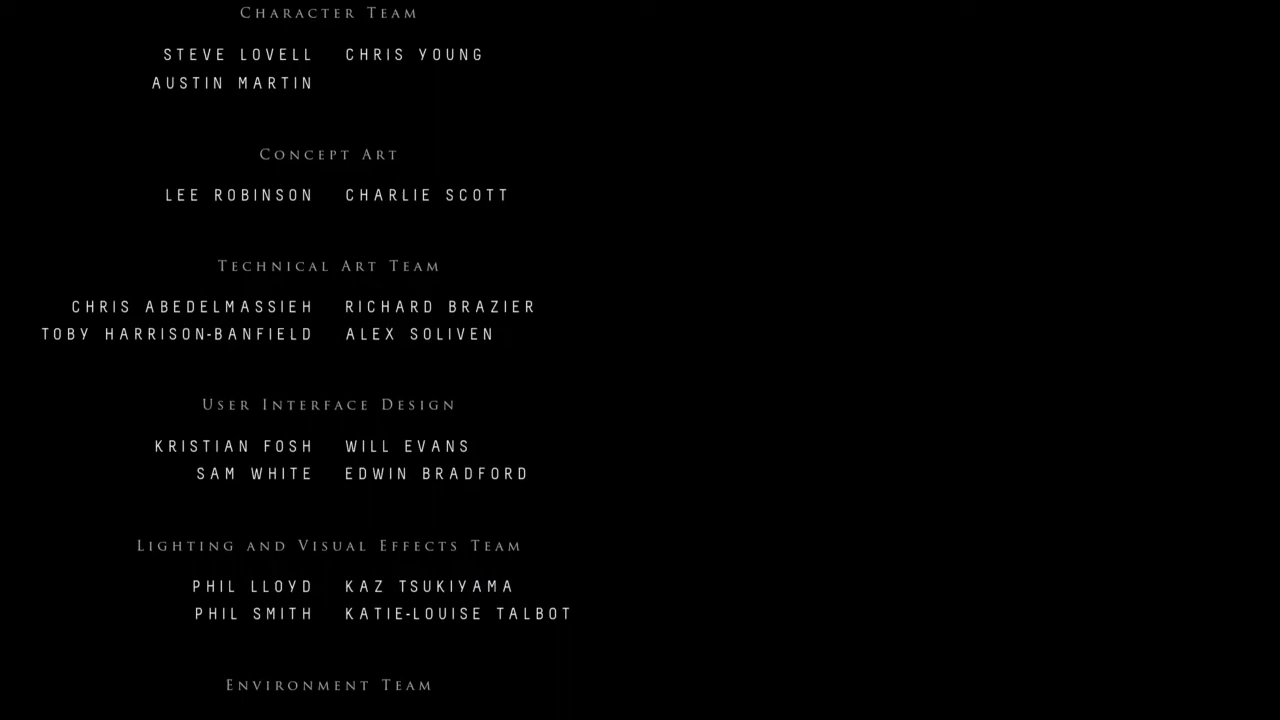 Character Team
STEVE LOVELL CHRIS YOUNG
AUSTIN MARTIN
Concept Art
LEE ROBINSON CHARLIE SCOTT
Technical Art Team
CHRIS ABEDELMASSIEH RICHARD BRAZIER
TOBY HARRISON-BANFIELD ALEX SOLIVEN
User Interface Design
KRISTIAN FOSH WILL EVANS
SAM WHITE EDWIN BRADFORD
Lighting and Visual Effects Team
PHIL LLOYD KAZ TSUKIYAMA
PHIL SMITH KATIE-LOUISE TALBOT
Environment Team